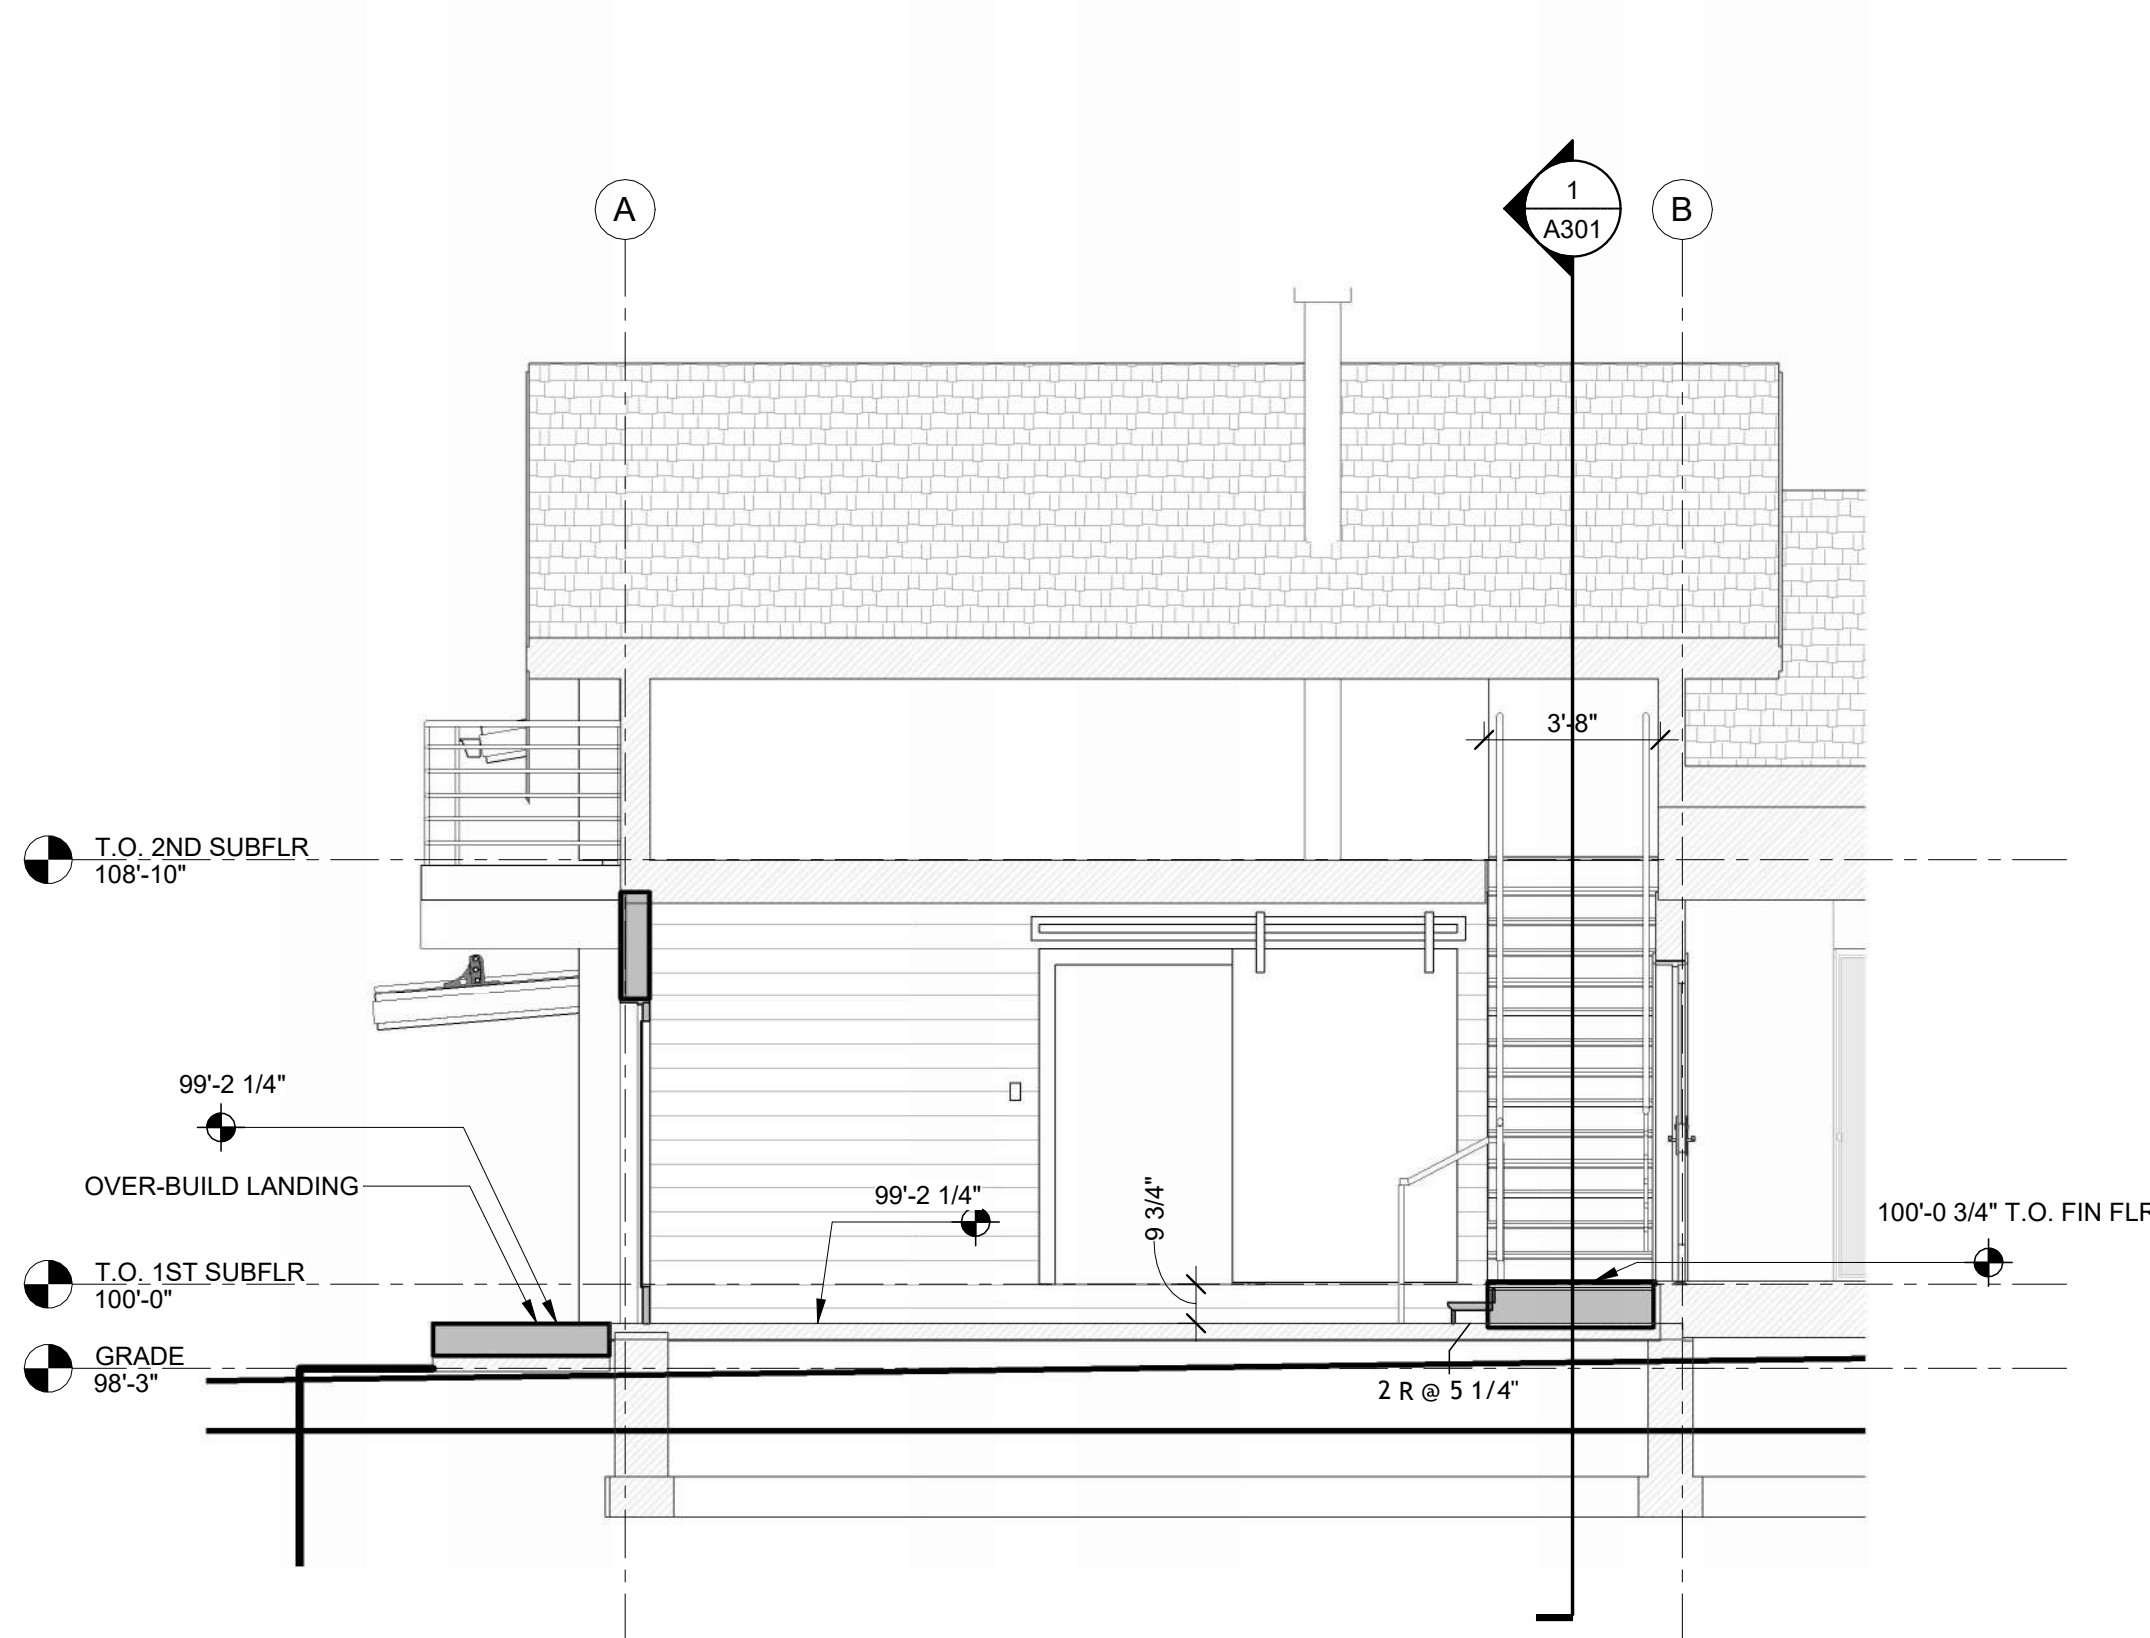 A
1
A301
B
3'-8"
T.O. 2ND SUBFLR
108'-10"
99'-2 1/4"
OVER-BUILD LANDING
99'-2 1/4"
9 3/4"
100'-0 3/4" T.O. FIN FLR
T.O. 1ST SUBFLR
100'-0"
GRADE
98'-3"
2 R @ 5 1/4"